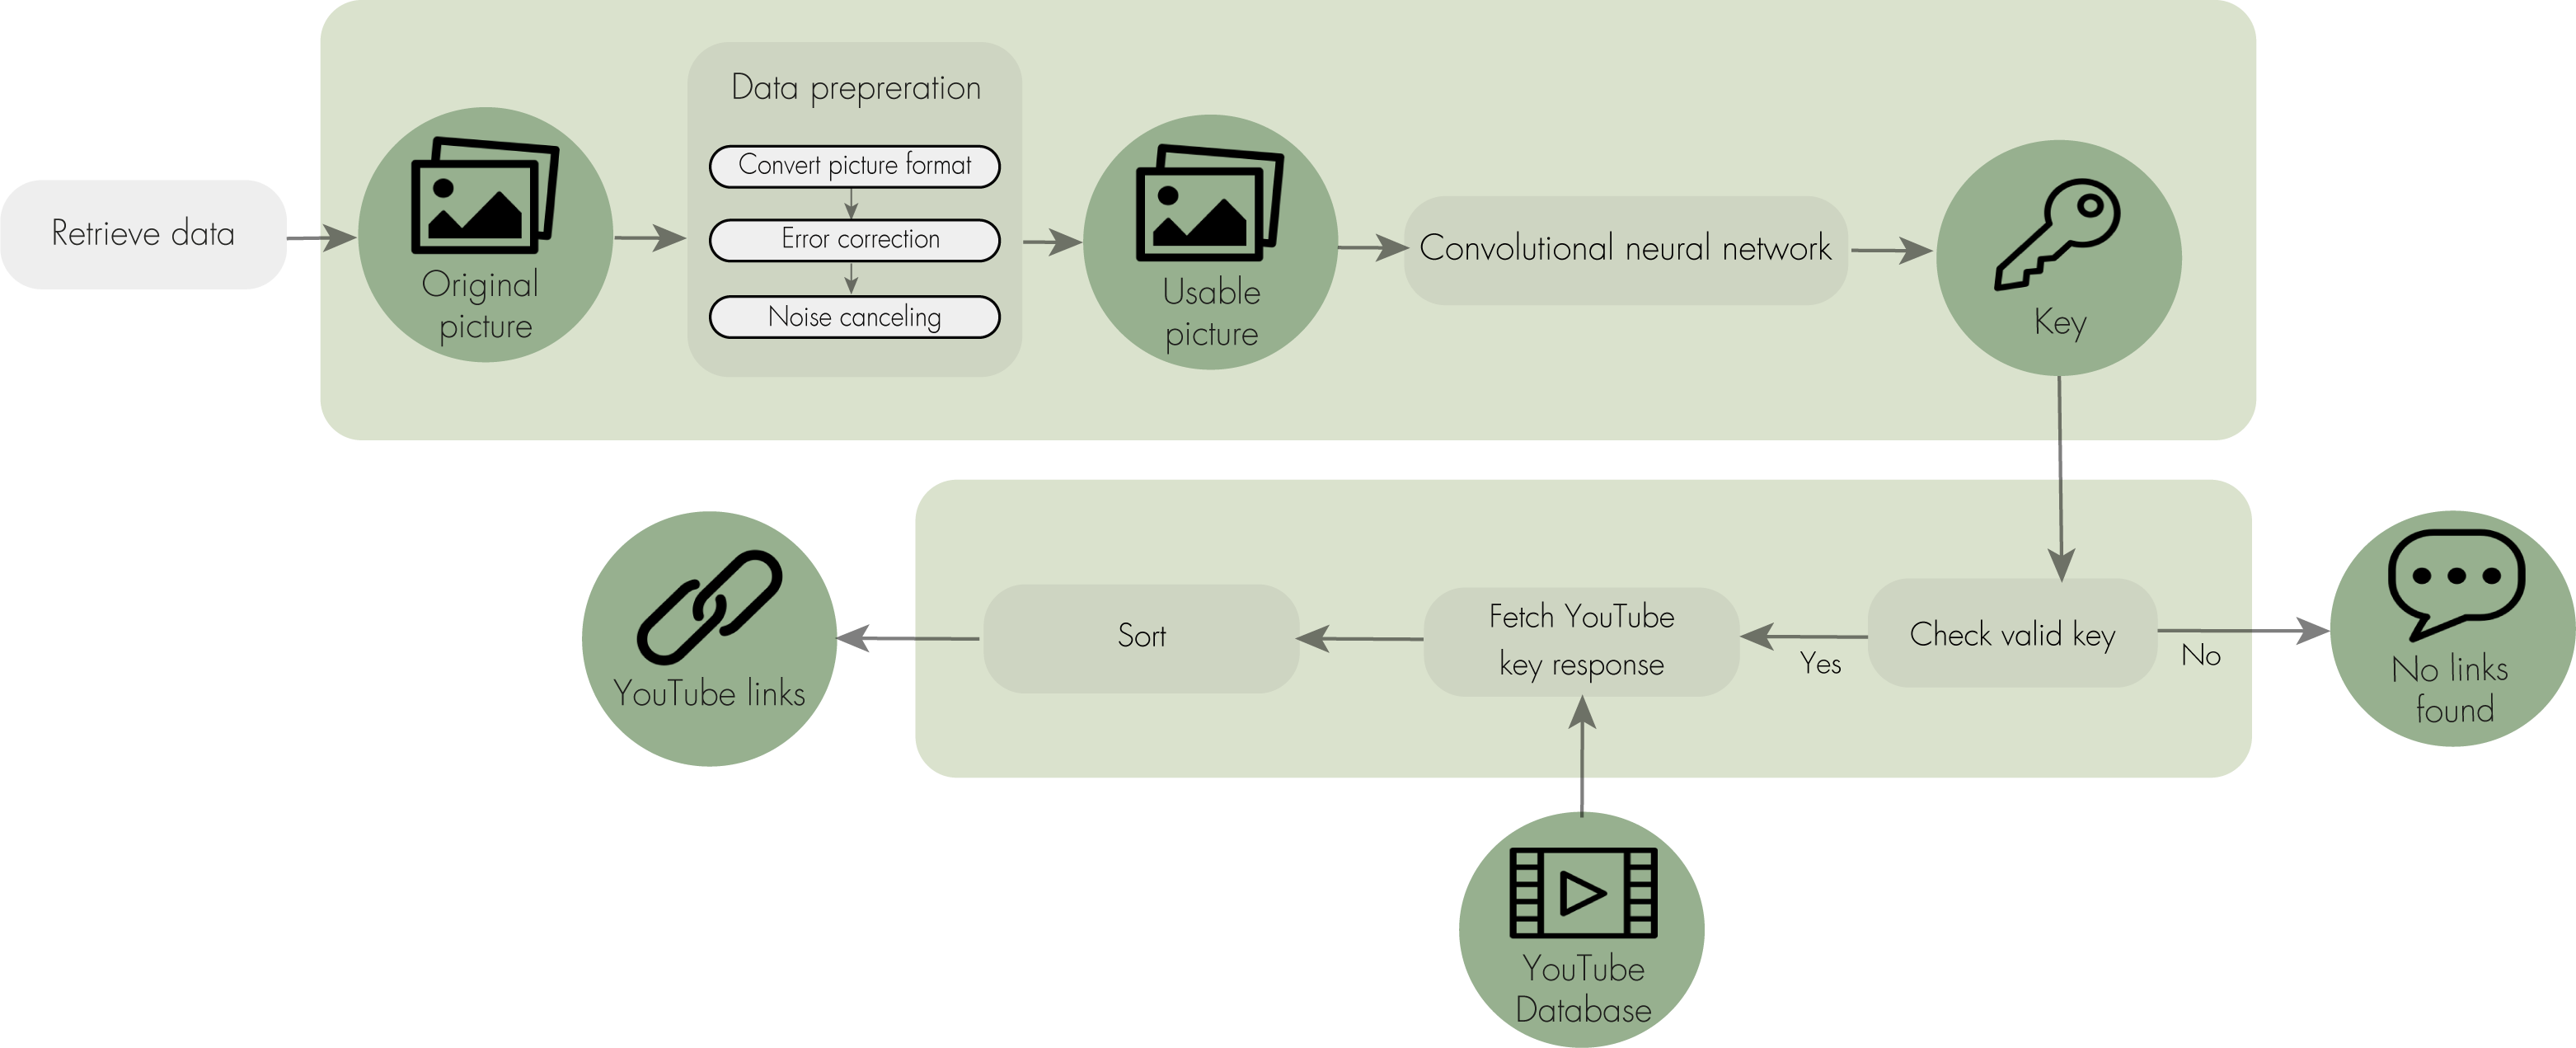 Retrieve data
Original
picture
Data prepreration
Convert picture format
Error correction
Noise canceling
Usable
picture
Convolutional neural network
Key
Check valid key
No
No links
found
Yes
Fetch YouTube
key response
Sort
YouTube links
YouTube
Database